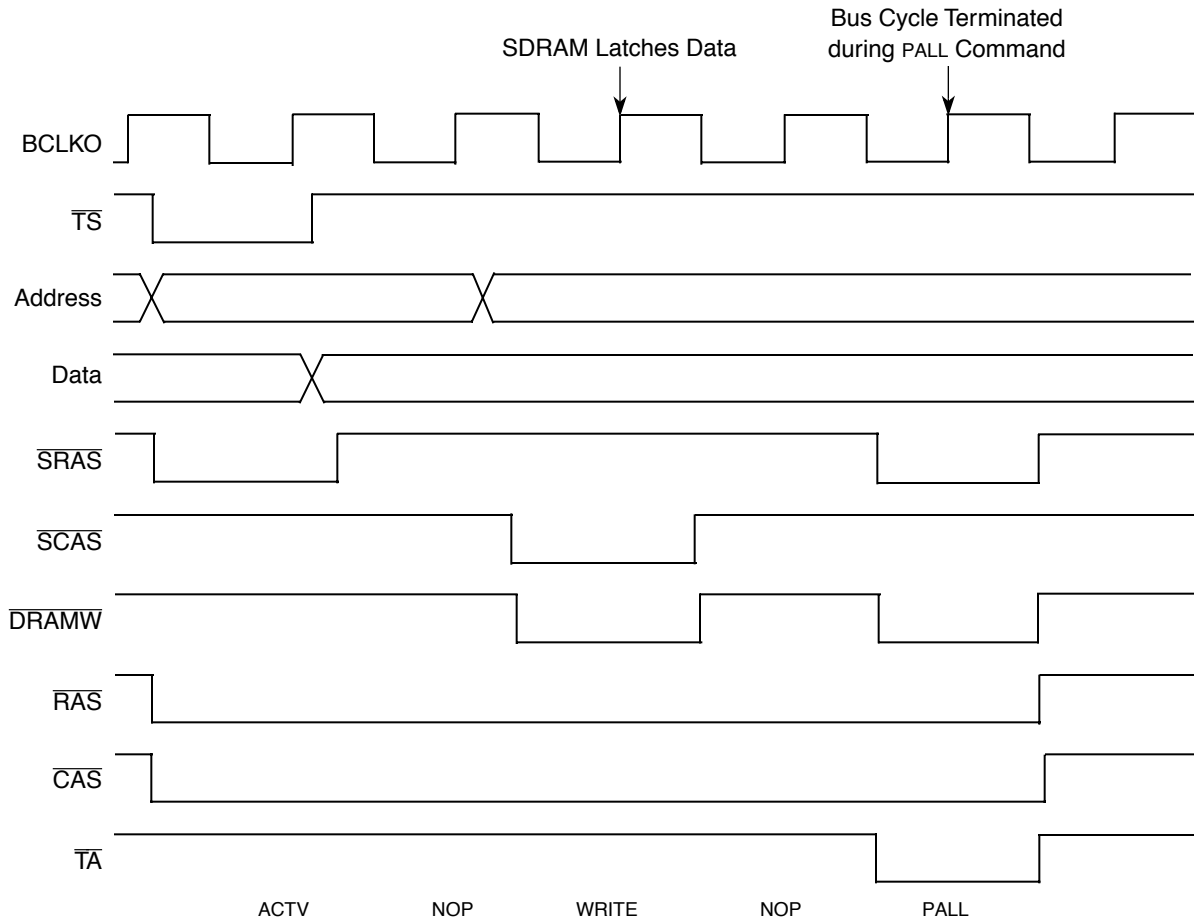 Bus Cycle Terminated
during PALL Command
SDRAM Latches Data
BCLKO
TS
Address
Data
SRAS
SCAS
DRAMW
RAS
CAS
TA
ACTV NOP WRITE NOP PALL